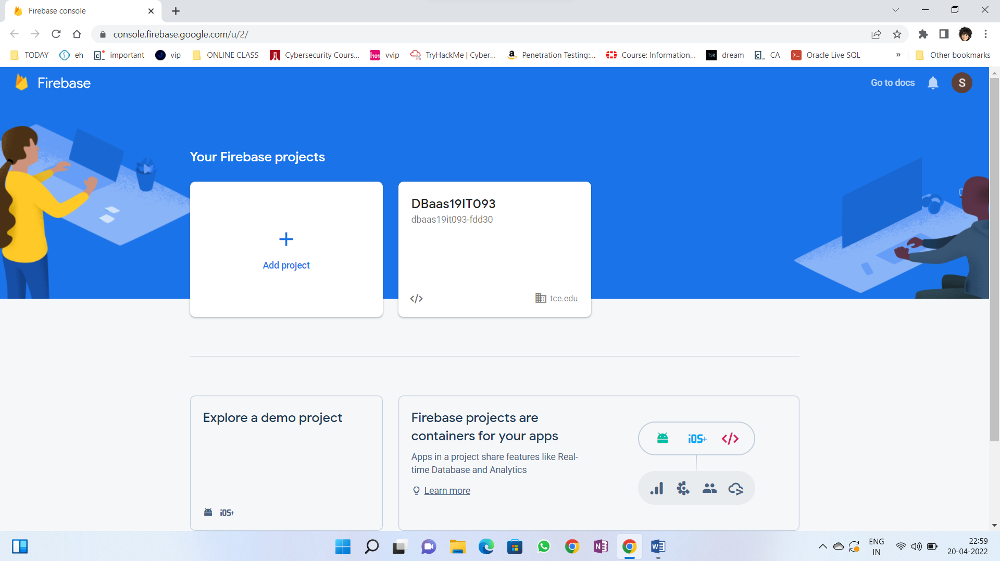 Firebase console
console.firebase.google.com/u/2/
TODAY eh important vip ONLINE CLASS Cybersecurity Cours... vvip TryHackMe | Cyber... Penetration Testing:... Course: Information... dream CA Oracle Live SQL » Other bookmarks
Firebase
Go to docs
S
Your Firebase projects
Add project
DBaas19IT093
dbaas19it093-fdd30
tce.edu
Explore a demo project
iOS+
Firebase projects are
containers for your apps
Apps in a project share features like Real-
time Database and Analytics
Learn more
iOS+
ENG
IN
22:59
20-04-2022